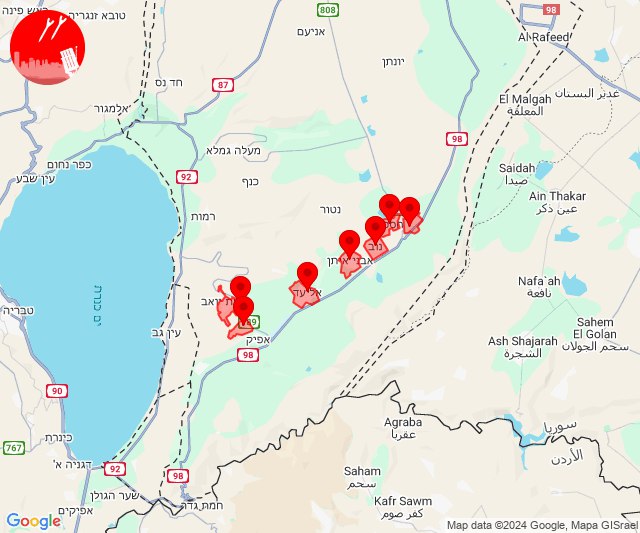 ראש פינה
טובא זנגריה
808
אניעם
98
Al Rafeed
יונתן
חד נס
87
El Malgah
المعلقة
غدير البستان
אלמגור
98
מעלה גמלא
כפר נחום
עין שבע
92
כנף
Saidah
صيدا
Ain Thakar
عين ذكر
רמות
נטור
נוב
אבני איתן
אליעד
Nafa`ah
نافعة
טבריה
ים כנרת
עין גב
אפיק
98
Sahem
El Golan
سحم الجولان
Ash Shajarah
الشجرة
90
Agraba
عقربا
سوريا
الأردن
כינרת
767
דגניה א'
92
98
Saham
سحم
שער הגולן
אפיקים
חמת גדר
Kafr Sawm
كفر صوم
Google
Map data ©2024 Google, Mapa GISrael